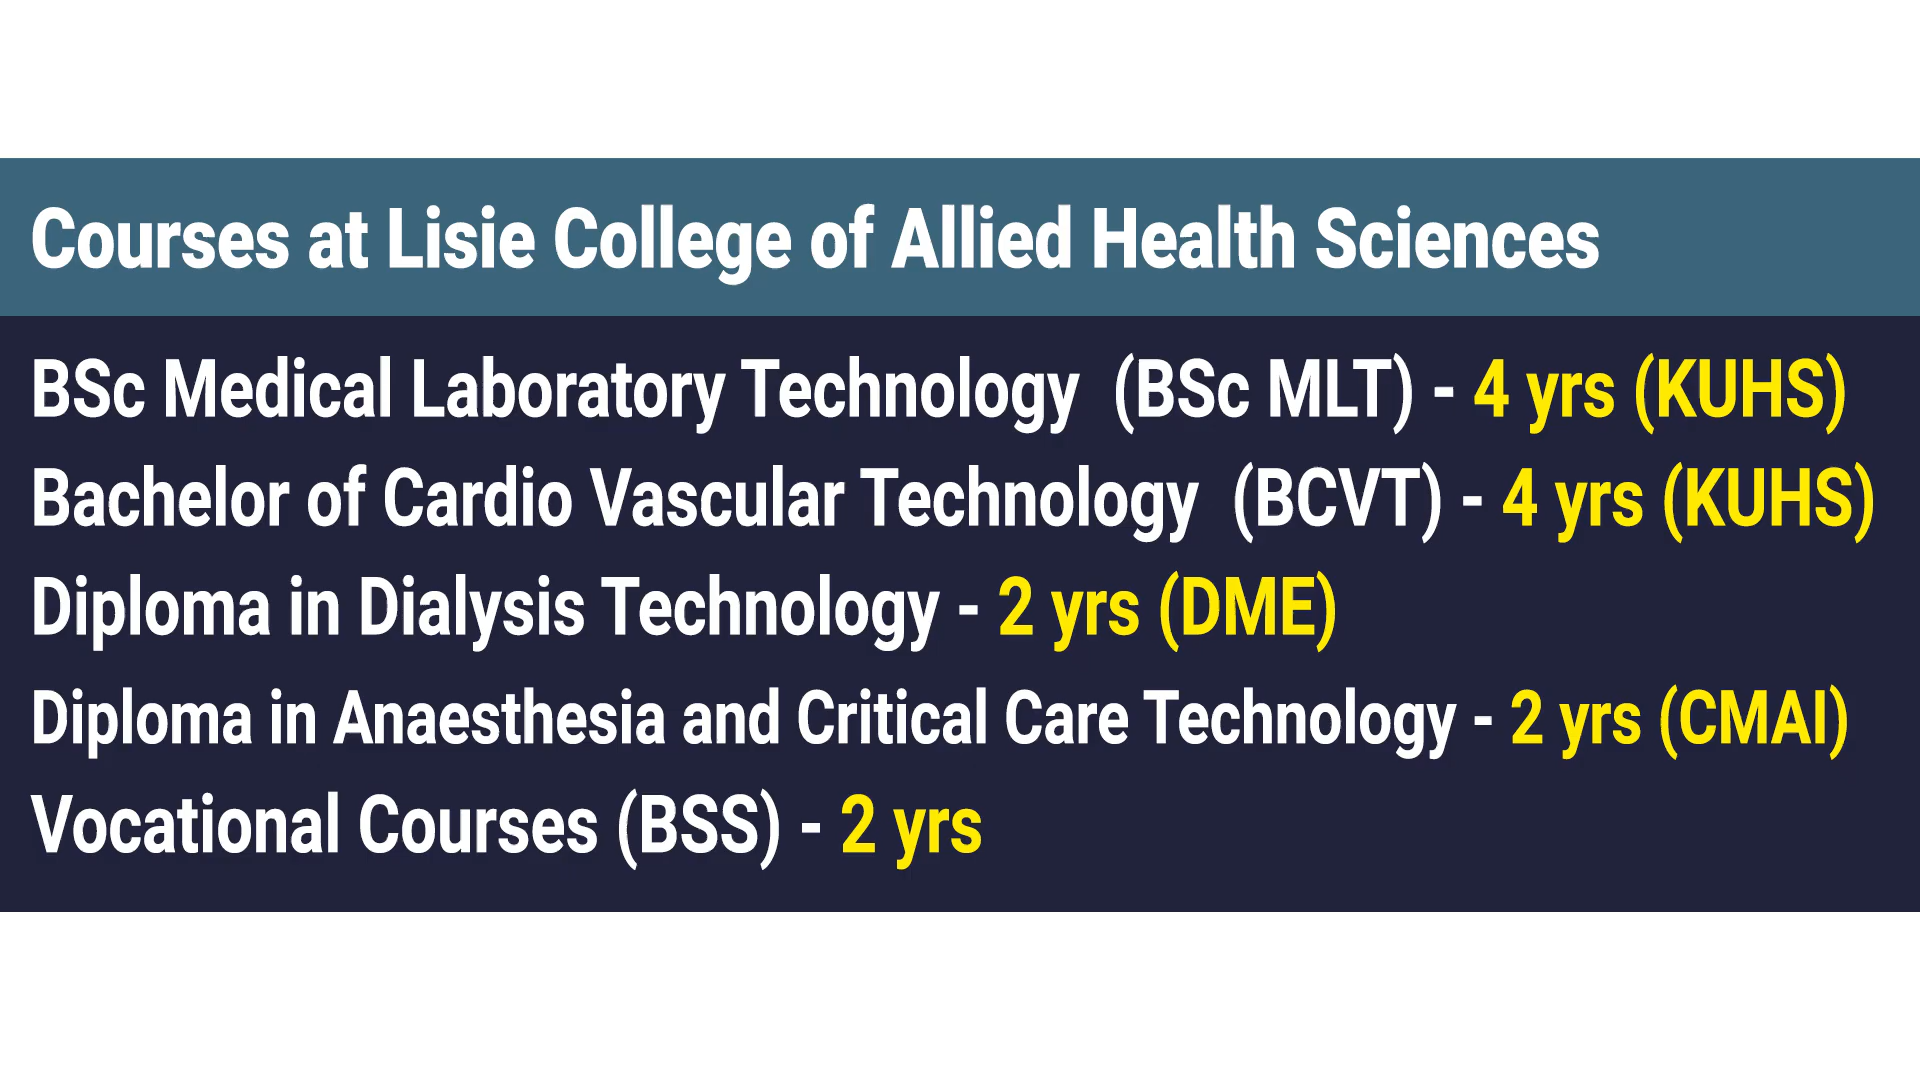 Courses at Lisie College of Allied Health Sciences
BSc Medical Laboratory Technology (BSc MLT) - 4 yrs (KUHS)
Bachelor of Cardio Vascular Technology (BCVT) - 4 yrs (KUHS)
Diploma in Dialysis Technology - 2 yrs (DME)
Diploma in Anaesthesia and Critical Care Technology - 2 yrs (CMAI)
Vocational Courses (BSS) - 2 yrs